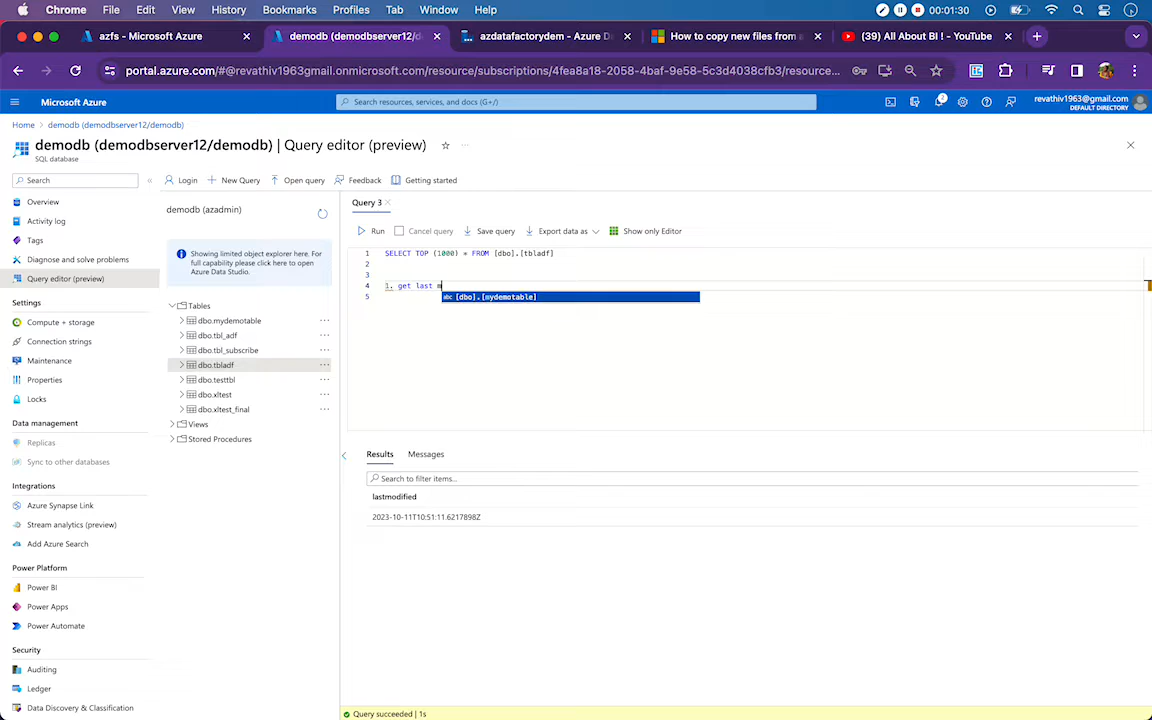 Chrome File Edit View History Bookmarks Profiles Tab Window Help 00:01:30
azfs - Microsoft Azure
demodb (demodbserver12/d
azdatafactorydem - Azure D
How to copy new files from a
(39) All About BI ! - YouTube
portal.azure.com/#@revathiv1963gmail.onmicrosoft.com/resource/subscriptions/4fea8a18-2058-4baf-9e58-5c3d4038cfb3/resource...
Microsoft Azure
Search resources, services, and docs (G+/)
2
revathiv1963@gmail.com
DEFAULT DIRECTORY
Home > demodb (demodbserver12/demodb)
demodb (demodbserver12/demodb) | Query editor (preview)
SQL database
Search
Login New Query Open query Feedback Getting started
Overview
Activity log
Tags
Diagnose and solve problems
Query editor (preview)
Settings
Compute + storage
Connection strings
Maintenance
Properties
Locks
Data management
Replicas
Sync to other databases
Integrations
Azure Synapse Link
Stream analytics (preview)
Add Azure Search
Power Platform
Power BI
Power Apps
Power Automate
Security
Auditing
Ledger
Data Discovery & Classification
demodb (azadmin)
Showing limited object explorer here. For
full capability please click here to open
Azure Data Studio.
Tables
dbo.mydemotable
dbo.tbl_adf
dbo.tbl_subscribe
dbo.tbladf
dbo.testtbl
dbo.xltest
dbo.xltest_final
Views
Stored Procedures
Query 3
Run Cancel query Save query Export data as Show only Editor
1 SELECT TOP (1000) * FROM [dbo].[tbladf]
2
3
4 1. get last m
5
abc [dbo].[mydemotable]
Results Messages
Search to filter items...
lastmodified
2023-10-11T10:51:11.6217898Z
Query succeeded | 1s